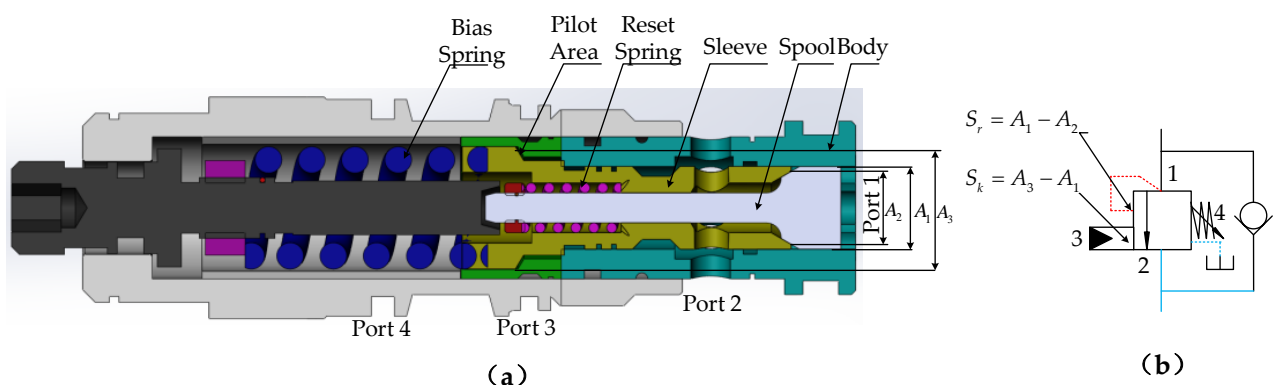 Bias
Spring
Pilot
Area
Reset
Spring
Sleeve
Spool
Body
Port 1
A₂
A₁
A₃
Port 2
Port 3
Port 4
(a)
Sᵣ = A₁ − A₂
Sₖ = A₃ − A₁
1
4
3
2
(b)